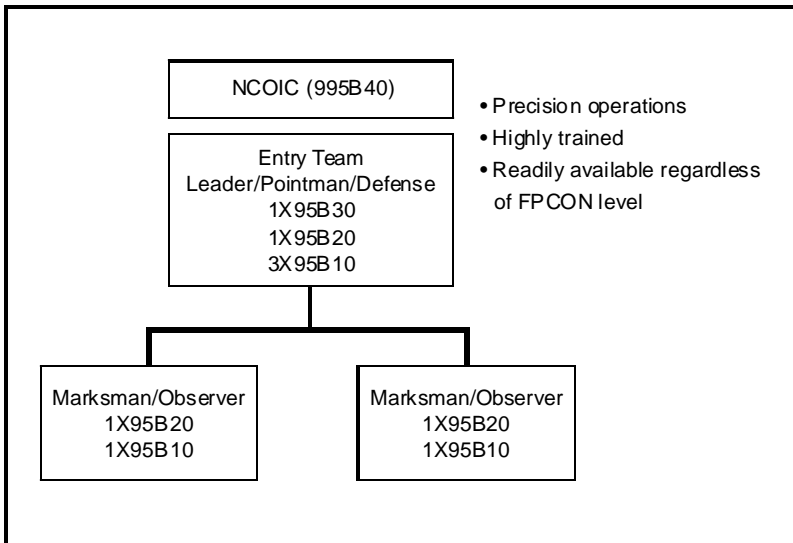 NCOIC (995B40)
Entry Team
Leader/Pointman/Defense
1X95B30
1X95B20
3X95B10
• Precision operations
• Highly trained
• Readily available regardless
of FPCON level
Marksman/Observer
1X95B20
1X95B10
Marksman/Observer
1X95B20
1X95B10